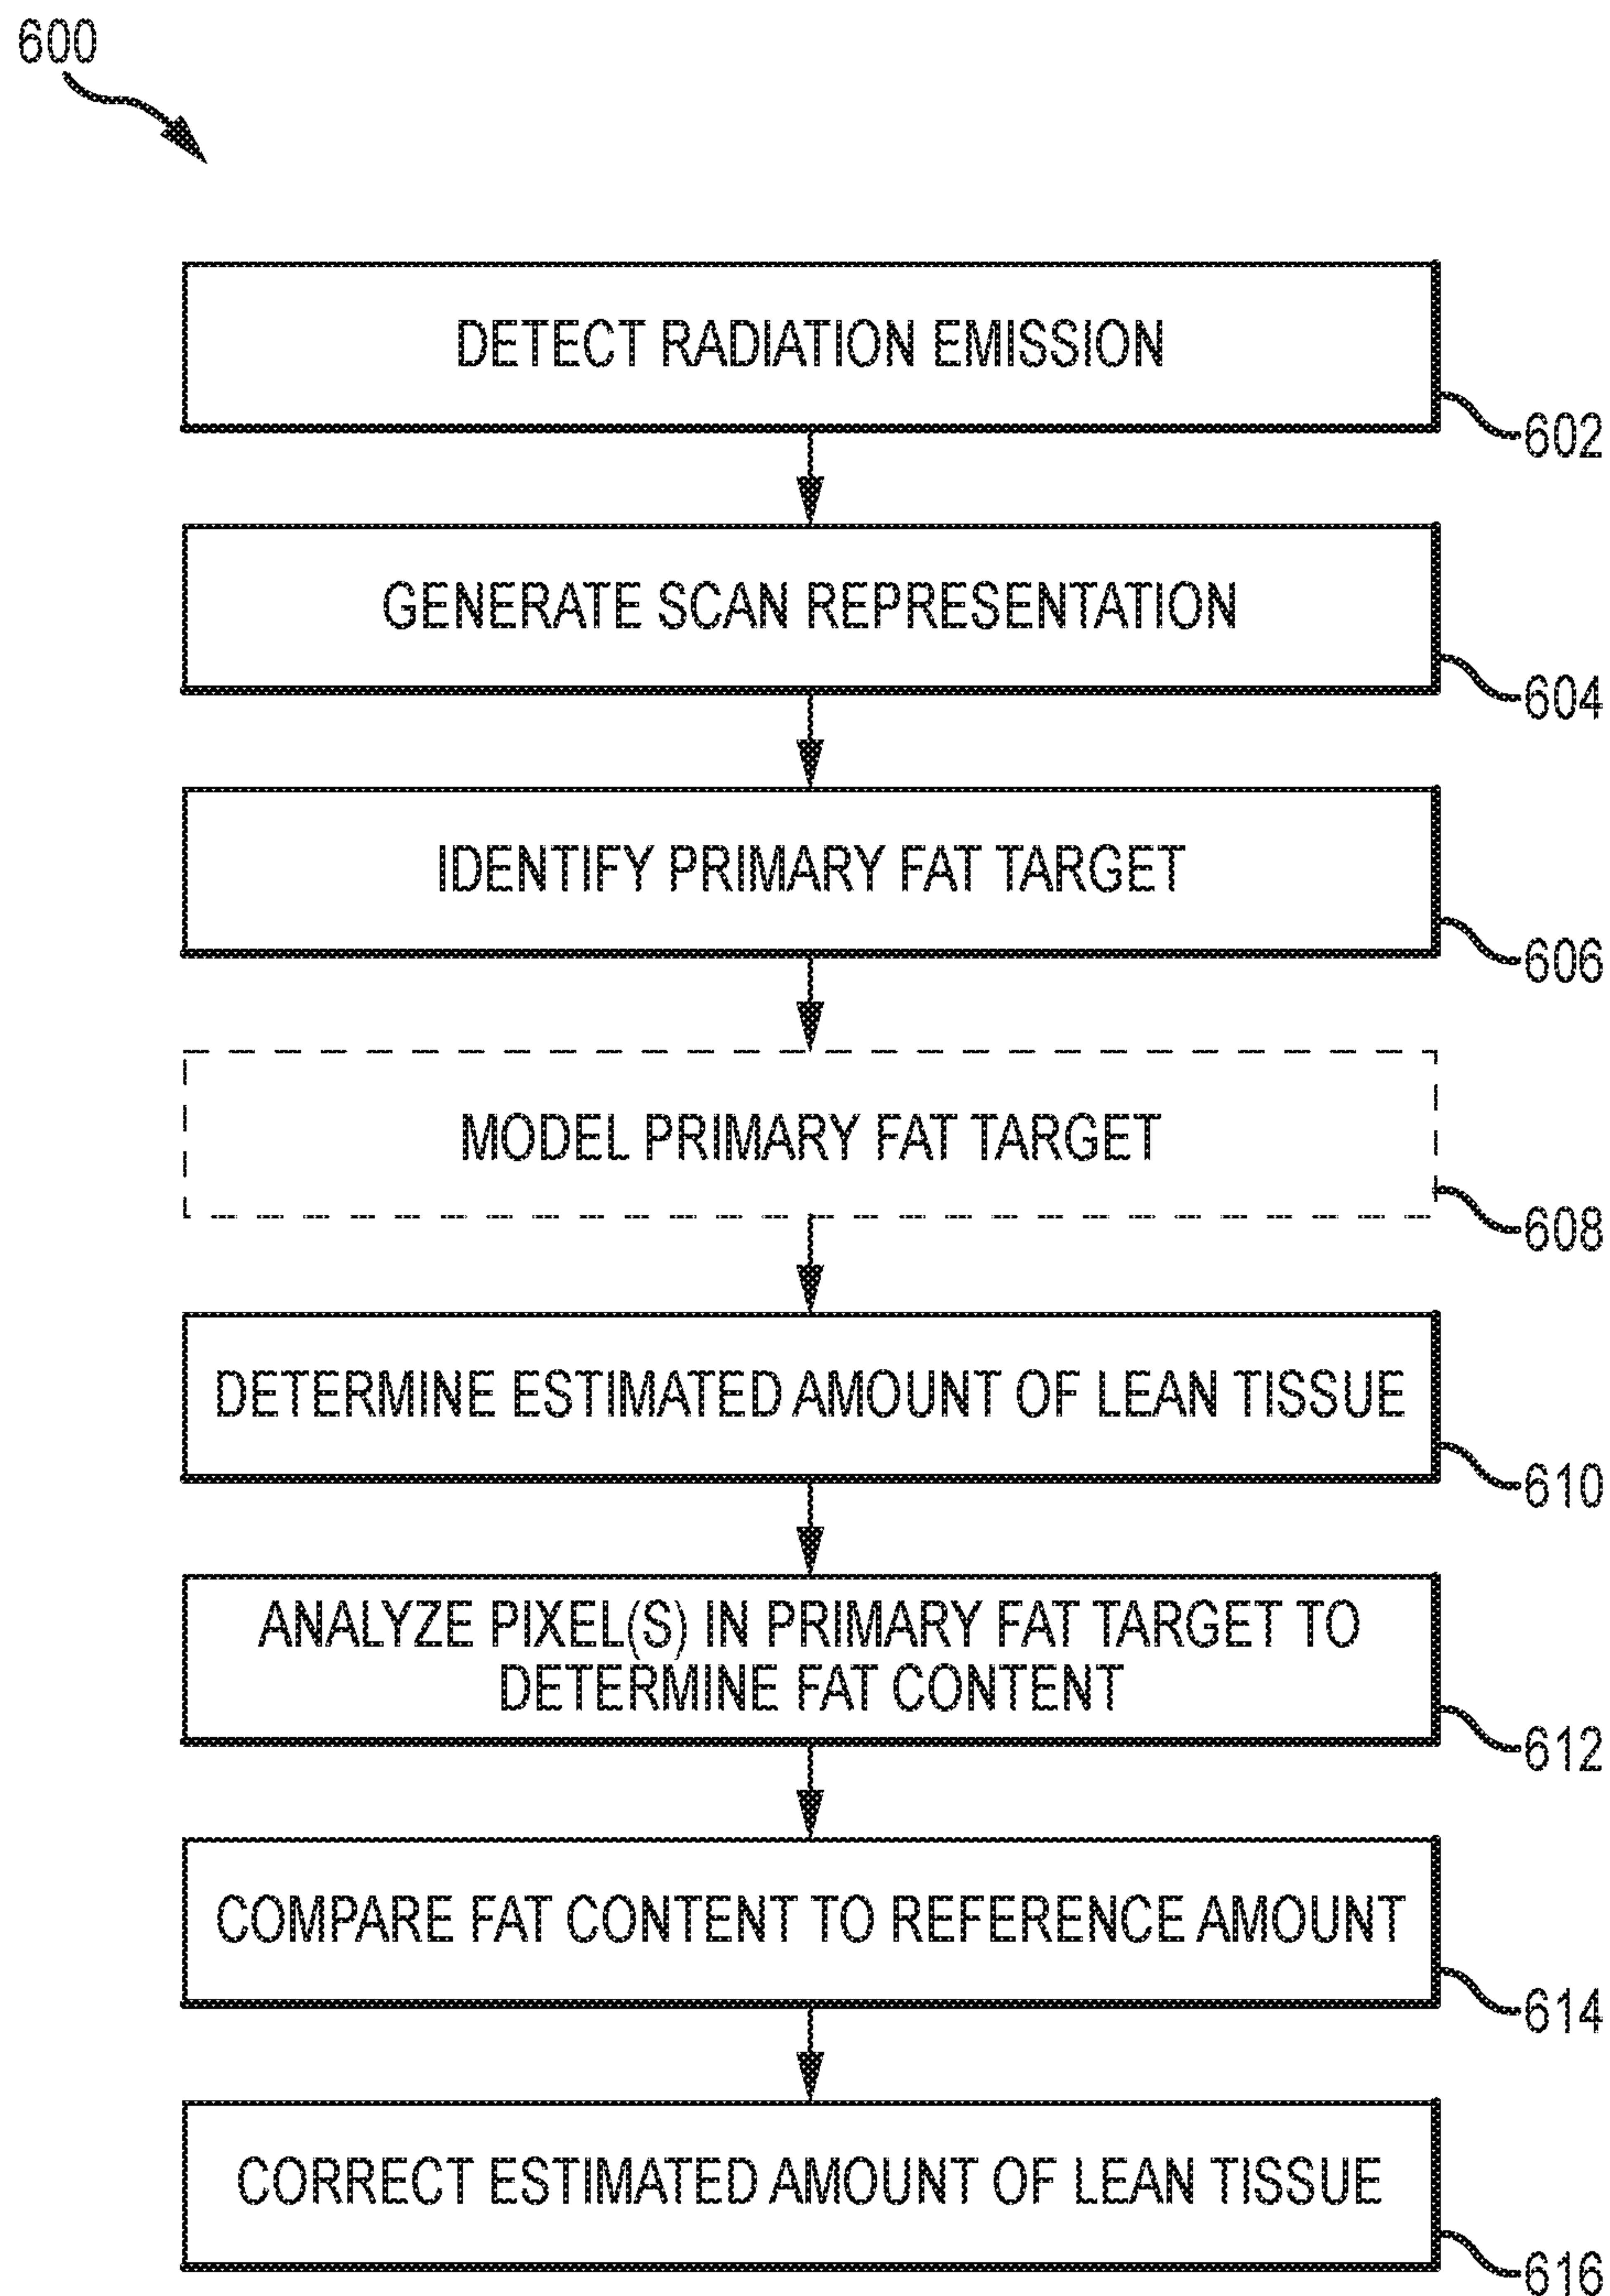 600
DETECT RADIATION EMISSION
602
GENERATE SCAN REPRESENTATION
604
IDENTIFY PRIMARY FAT TARGET
606
MODEL PRIMARY FAT TARGET
608
DETERMINE ESTIMATED AMOUNT OF LEAN TISSUE
610
ANALYZE PIXEL(S) IN PRIMARY FAT TARGET TO
DETERMINE FAT CONTENT
612
COMPARE FAT CONTENT TO REFERENCE AMOUNT
614
CORRECT ESTIMATED AMOUNT OF LEAN TISSUE
616